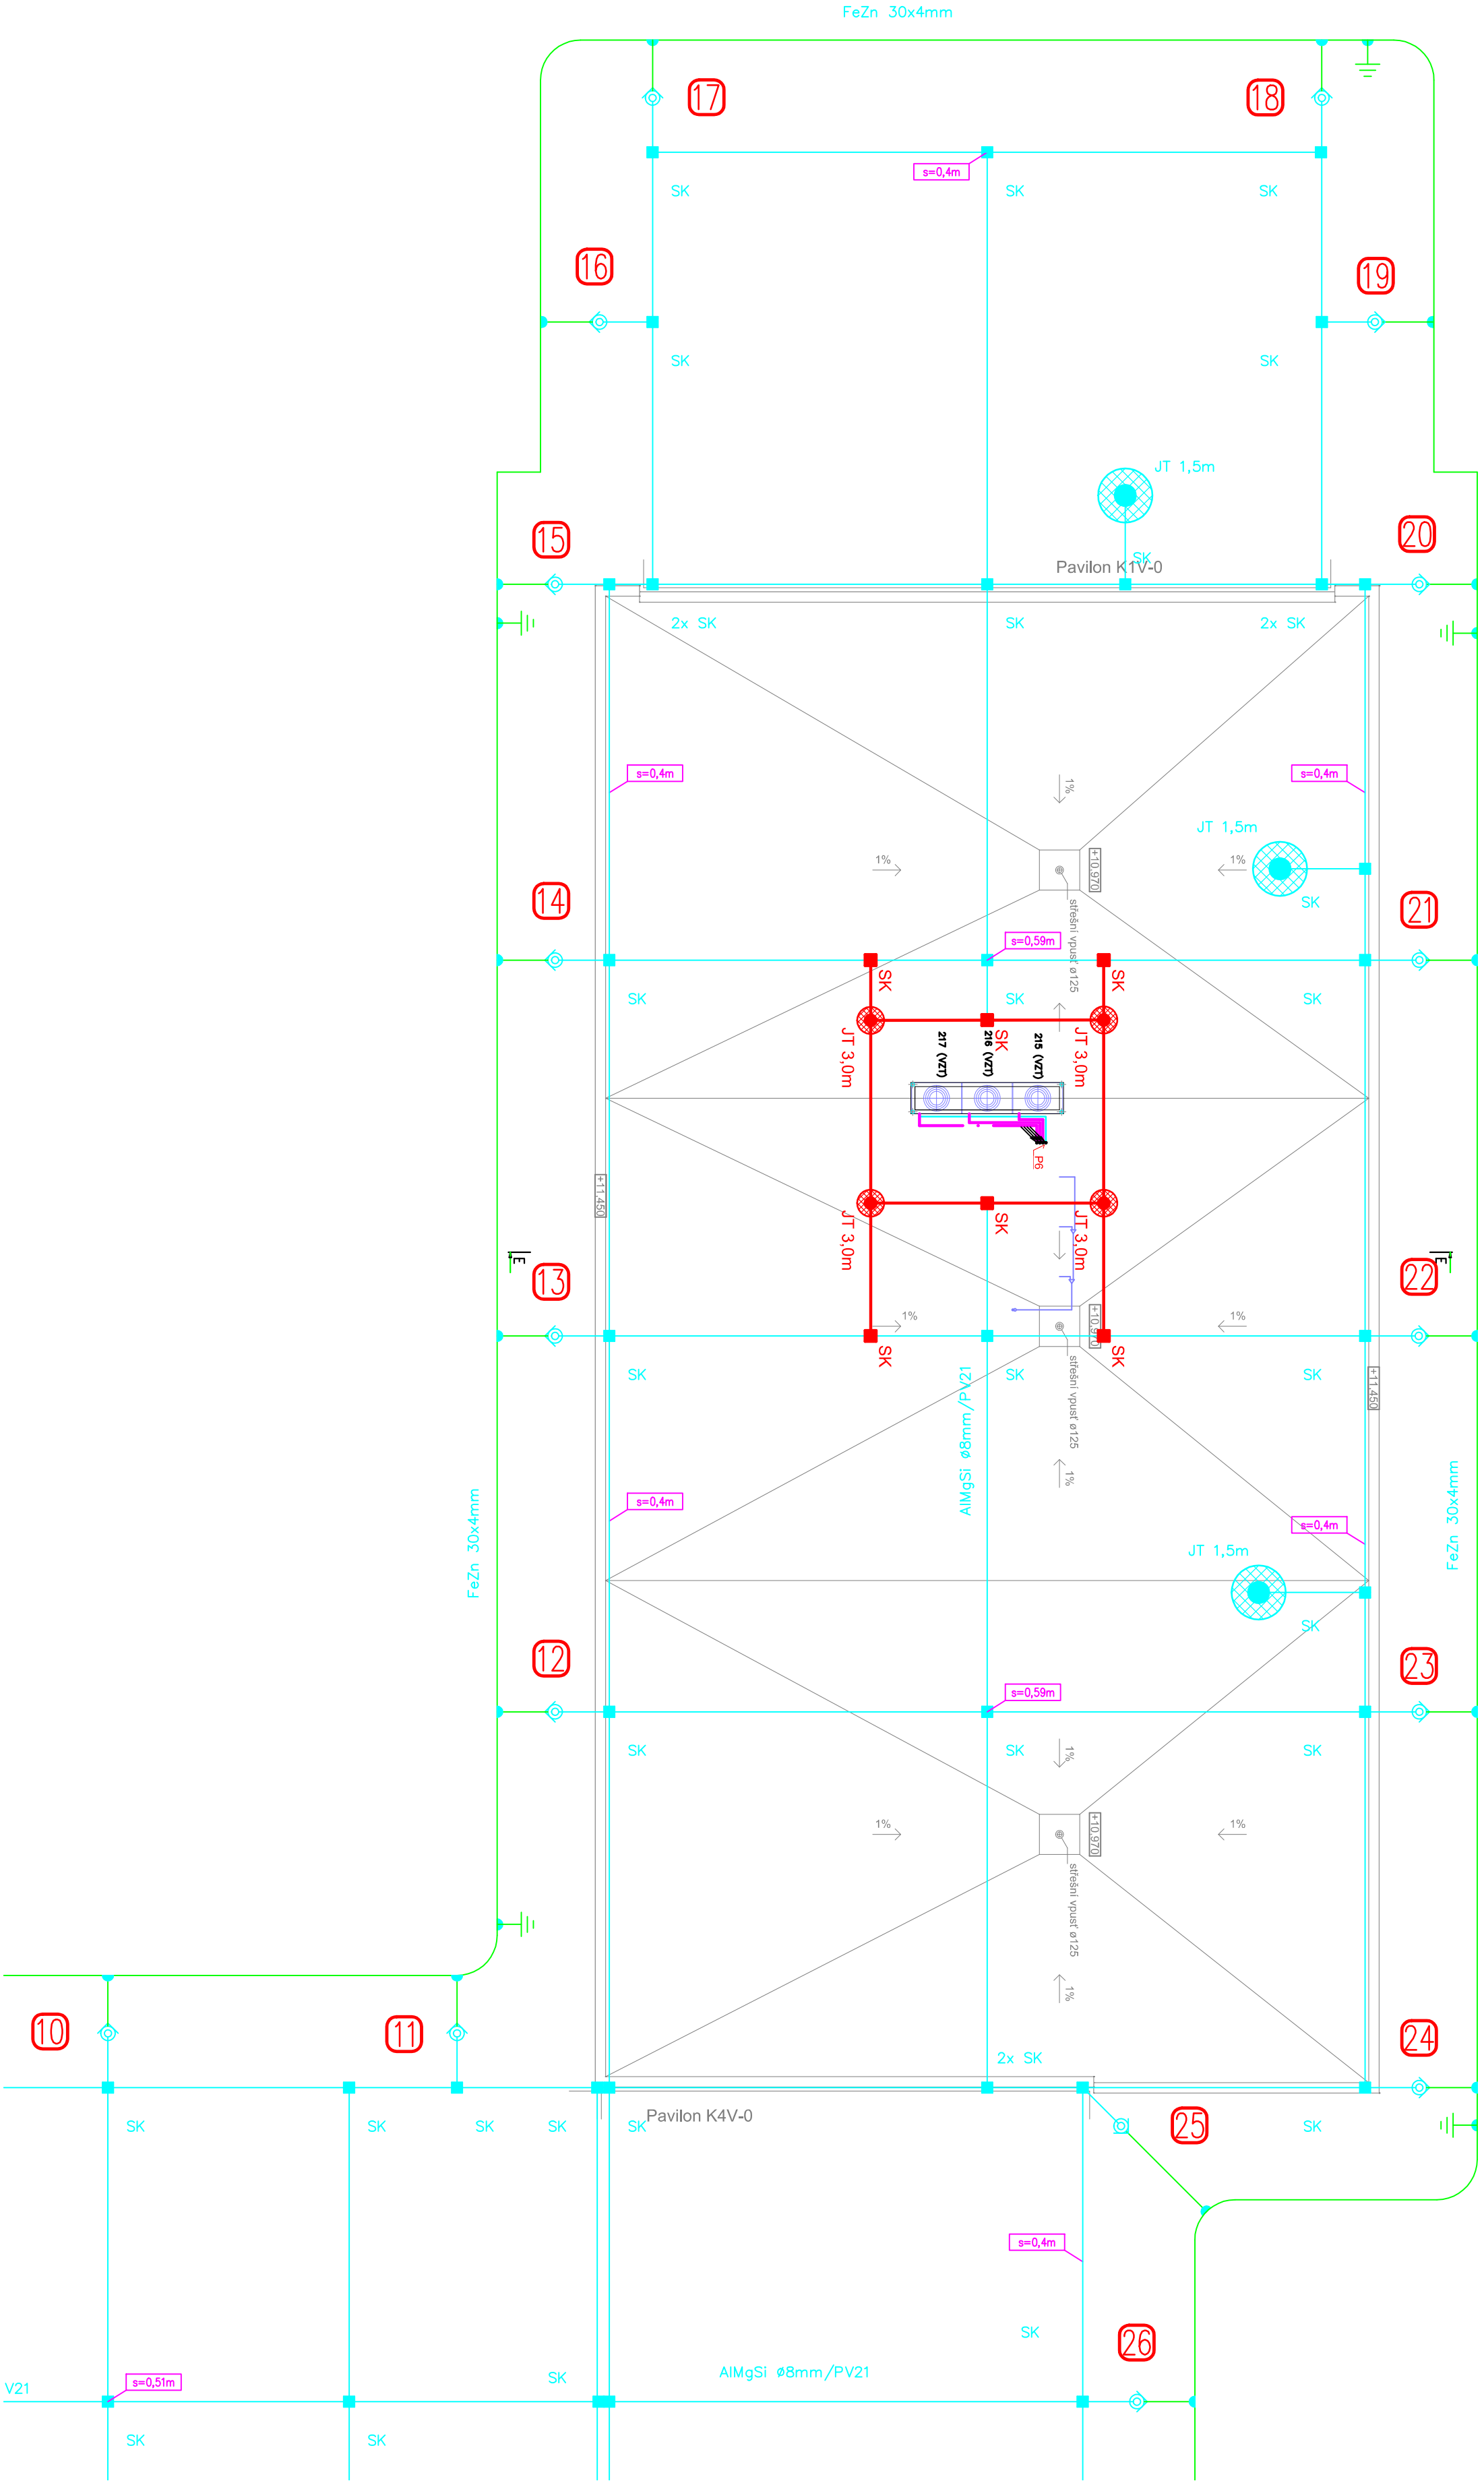 FeZn 30x4mm
17
18
s=0,4m
SK
SK
SK
16
19
SK
SK
JT 1,5m
15
20
SK
Pavilon K1V-0
2x SK
SK
2x SK
s=0,4m
s=0,4m
1%
JT 1,5m
1%
1%
+10,970
14
21
SK
střešní vpusť ø125
s=0,59m
SK
SK
SK
SK
SK
JT 3,0m
SK
JT 3,0m
217 (VZT)
216 (VZT)
215 (VZT)
P6
+11,450
JT 3,0m
SK
JT 3,0m
E
E
13
22
1%
1%
+10,970
SK
SK
SK
SK
SK
střešní vpusť ø125
+11,450
AlMgSi ø8mm/PV21
1%
FeZn 30x4mm
FeZn 30x4mm
s=0,4m
s=0,4m
JT 1,5m
SK
12
23
s=0,59m
SK
SK
SK
1%
1%
1%
+10,970
střešní vpusť ø125
1%
10
11
24
2x SK
Pavilon K4V-0
25
SK
SK
SK
SK
SK
SK
s=0,4m
SK
26
AlMgSi ø8mm/PV21
V21
s=0,51m
SK
SK
SK